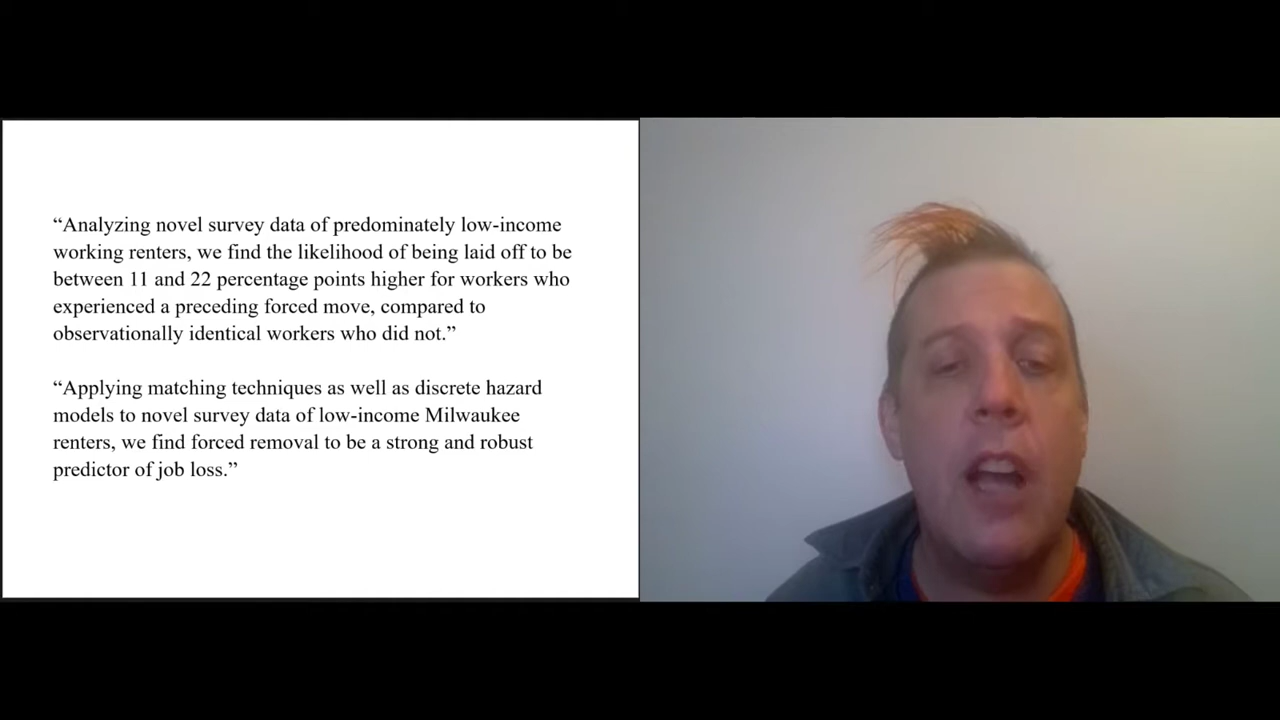 “Analyzing novel survey data of predominately low-income
working renters, we find the likelihood of being laid off to be
between 11 and 22 percentage points higher for workers who
experienced a preceding forced move, compared to
observationally identical workers who did not.”
“Applying matching techniques as well as discrete hazard
models to novel survey data of low-income Milwaukee
renters, we find forced removal to be a strong and robust
predictor of job loss.”